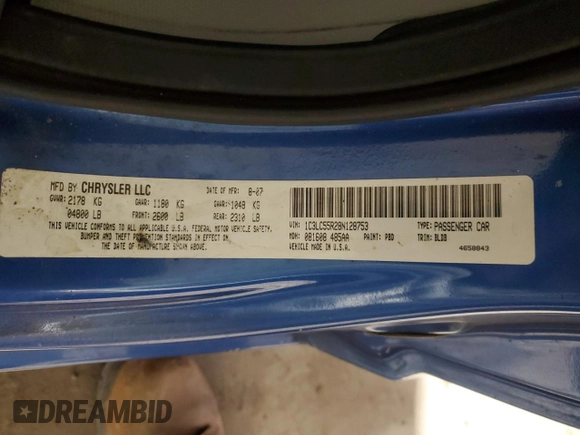 MFD BY CHRYSLER LLC DATE OF MFR 8-07
GVWR: 2178 KG GAWR 1180 KG GAWR 1048 KG
04800 LB FRONT: 2600 LB REAR: 2310 LB
THIS VEHICLE CONFORMS TO ALL APPLICABLE U.S.A. FEDERAL MOTOR VEHICLE SAFETY,
BUMPER AND THEFT PREVENTION STANDARDS IN EFFECT ON
THE DATE OF MANUFACTURE SHOWN ABOVE.
VIN: 1C3LC55R28N128753 TYPE: PASSENGER CAR
MDH: 081608 485AA PAINT: PBD TRIM: BLDB
VEHICLE MADE IN U.S.A. 4658843
DREAMBID